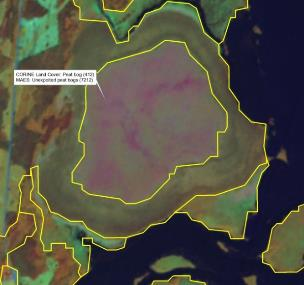 CORINE Land Cover: Peat bog (412)
MAES: Unexploited peat bogs (7212)